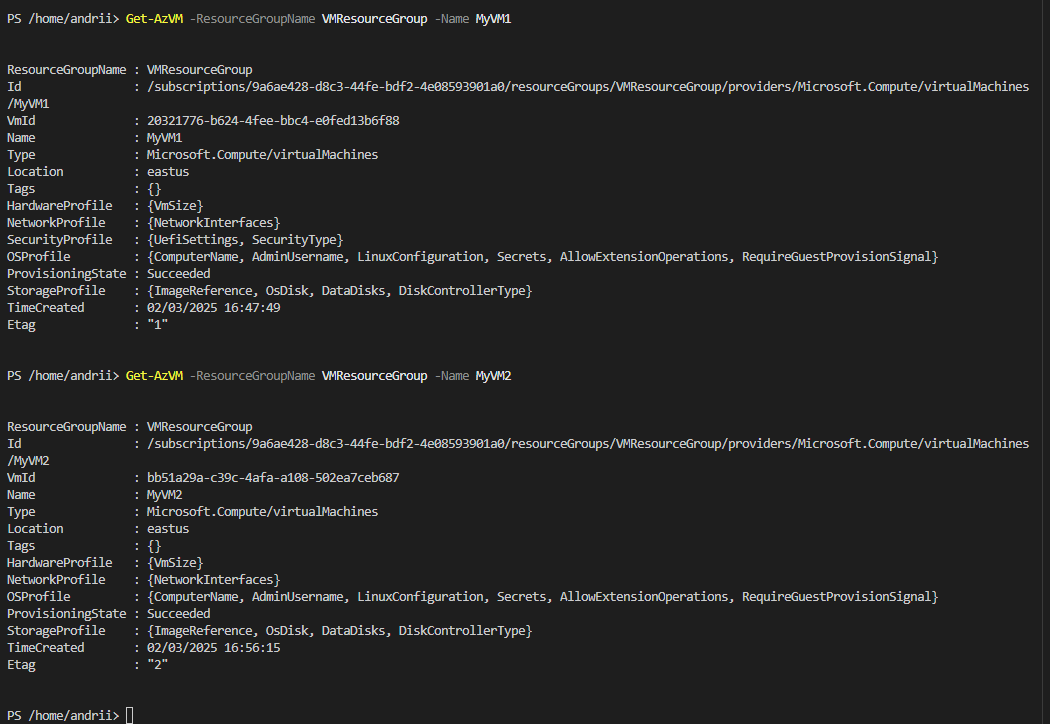 PS /home/andrii> Get-AzVM -ResourceGroupName VMResourceGroup -Name MyVM1
ResourceGroupName : VMResourceGroup
Id                : /subscriptions/9a6ae428-d8c3-44fe-bdf2-4e08593901a0/resourceGroups/VMResourceGroup/providers/Microsoft.Compute/virtualMachines
/MyVM1
VmId              : 20321776-b624-4fee-bbc4-e0fed13b6f88
Name              : MyVM1
Type              : Microsoft.Compute/virtualMachines
Location          : eastus
Tags              : {}
HardwareProfile   : {VmSize}
NetworkProfile    : {NetworkInterfaces}
SecurityProfile   : {UefiSettings, SecurityType}
OSProfile         : {ComputerName, AdminUsername, LinuxConfiguration, Secrets, AllowExtensionOperations, RequireGuestProvisionSignal}
ProvisioningState : Succeeded
StorageProfile    : {ImageReference, OsDisk, DataDisks, DiskControllerType}
TimeCreated       : 02/03/2025 16:47:49
Etag              : "1"
PS /home/andrii> Get-AzVM -ResourceGroupName VMResourceGroup -Name MyVM2
ResourceGroupName : VMResourceGroup
Id                : /subscriptions/9a6ae428-d8c3-44fe-bdf2-4e08593901a0/resourceGroups/VMResourceGroup/providers/Microsoft.Compute/virtualMachines
/MyVM2
VmId              : bb51a29a-c39c-4afa-a108-502ea7ceb687
Name              : MyVM2
Type              : Microsoft.Compute/virtualMachines
Location          : eastus
Tags              : {}
HardwareProfile   : {VmSize}
NetworkProfile    : {NetworkInterfaces}
OSProfile         : {ComputerName, AdminUsername, LinuxConfiguration, Secrets, AllowExtensionOperations, RequireGuestProvisionSignal}
ProvisioningState : Succeeded
StorageProfile    : {ImageReference, OsDisk, DataDisks, DiskControllerType}
TimeCreated       : 02/03/2025 16:56:15
Etag              : "2"
PS /home/andrii>